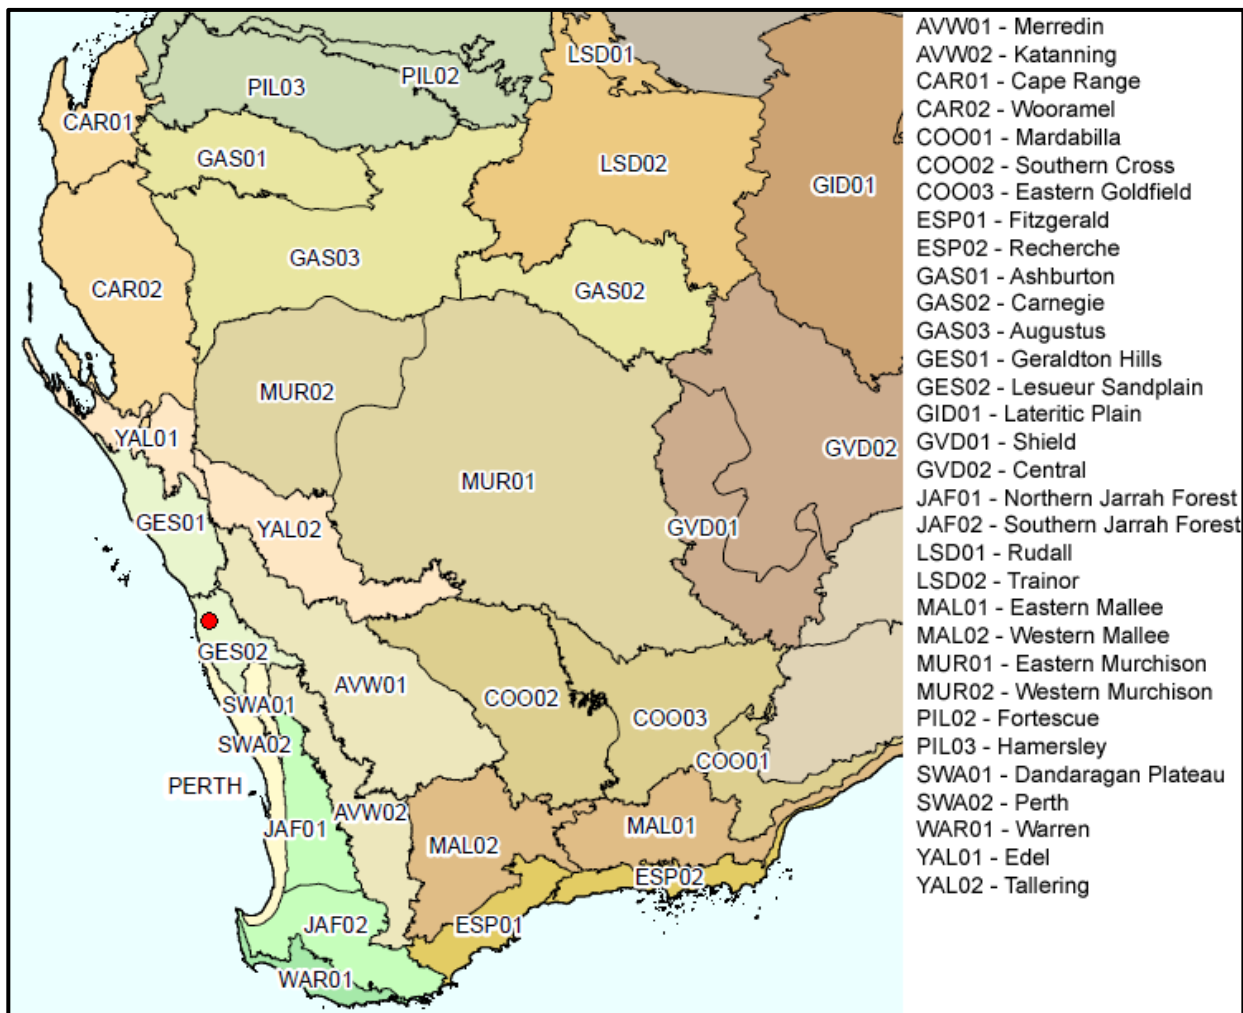 LSD01
PIL02
PIL03
CAR01
GAS01
LSD02
GID01
GAS03
CAR02
GAS02
MUR02
YAL01
GVD02
MUR01
GES01
YAL02
GVD01
GES02
AVW01
COO02
SWA01
COO03
SWA02
COO01
PERTH
AVW02
JAF01
MAL01
MAL02
ESP02
JAF02
ESP01
WAR01
AVW01 - Merredin
AVW02 - Katanning
CAR01 - Cape Range
CAR02 - Wooramel
COO01 - Mardabilla
COO02 - Southern Cross
COO03 - Eastern Goldfield
ESP01 - Fitzgerald
ESP02 - Recherche
GAS01 - Ashburton
GAS02 - Carnegie
GAS03 - Augustus
GES01 - Geraldton Hills
GES02 - Lesueur Sandplain
GID01 - Lateritic Plain
GVD01 - Shield
GVD02 - Central
JAF01 - Northern Jarrah Forest
JAF02 - Southern Jarrah Forest
LSD01 - Rudall
LSD02 - Trainor
MAL01 - Eastern Mallee
MAL02 - Western Mallee
MUR01 - Eastern Murchison
MUR02 - Western Murchison
PIL02 - Fortescue
PIL03 - Hamersley
SWA01 - Dandaragan Plateau
SWA02 - Perth
WAR01 - Warren
YAL01 - Edel
YAL02 - Tallering